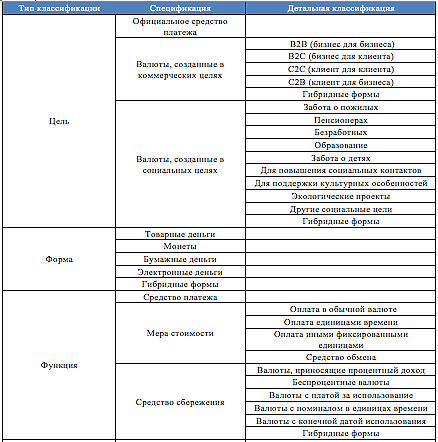 Тип классификации Спецификация Детальная классификация
Цель
Официальное средство
платежа
Валюты, созданные в
коммерческих целях
B2B (бизнес для бизнеса)
B2C (бизнес для клиента)
C2C (клиент для клиента)
C2B (клиент для бизнеса)
Гибридные формы
Валюты, созданные в
социальных целях
Забота о пожилых
Пенсионерах
Безработных
Образование
Забота о детях
Для повышения социальных контактов
Для поддержки культурных особенностей
Экологические проекты
Другие социальные цели
Гибридные формы
Форма
Товарные деньги
Монеты
Бумажные деньги
Электронные деньги
Гибридные формы
Функция
Средство платежа
Мера стоимости
Оплата в обычной валюте
Оплата единицами времени
Оплата иными фиксированными
единицами
Средство обмена
Средство сбережения
Валюты, приносящие процентный доход
Беспроцентные валюты
Валюты с платой за использование
Валюты с номиналом в единицах времени
Валюты с конечной датой использования
Гибридные формы